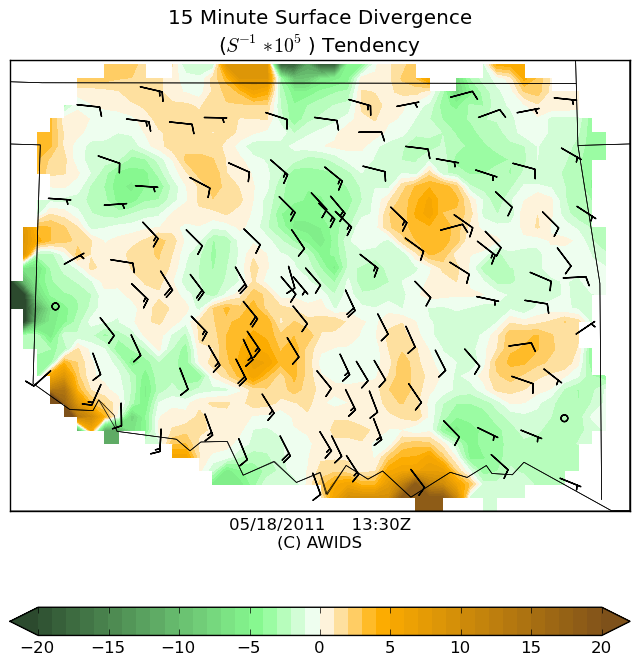 15 Minute Surface Divergence
(S⁻¹ * 10⁵ ) Tendency
05/18/2011 13:30Z
(C) AWIDS
−20 −15 −10 −5 0 5 10 15 20